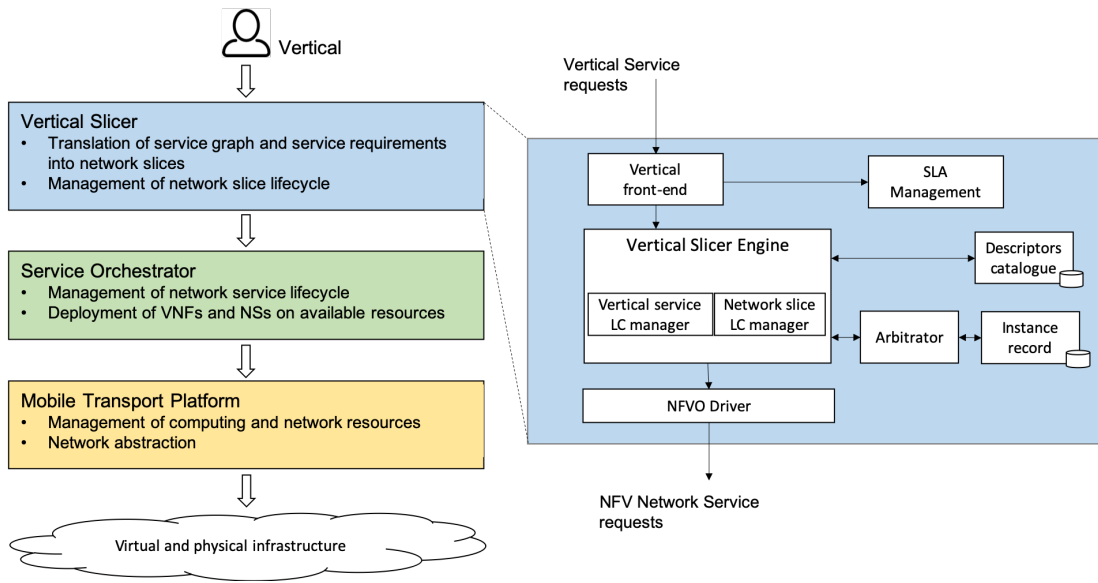 Vertical
Vertical Slicer
• Translation of service graph and service requirements
into network slices
• Management of network slice lifecycle
Service Orchestrator
• Management of network service lifecycle
• Deployment of VNFs and NSs on available resources
Mobile Transport Platform
• Management of computing and network resources
• Network abstraction
Virtual and physical infrastructure
Vertical Service
requests
Vertical
front-end
SLA
Management
Vertical Slicer Engine
Descriptors
catalogue
Vertical service
LC manager
Network slice
LC manager
Arbitrator
Instance
record
NFVO Driver
NFV Network Service
requests